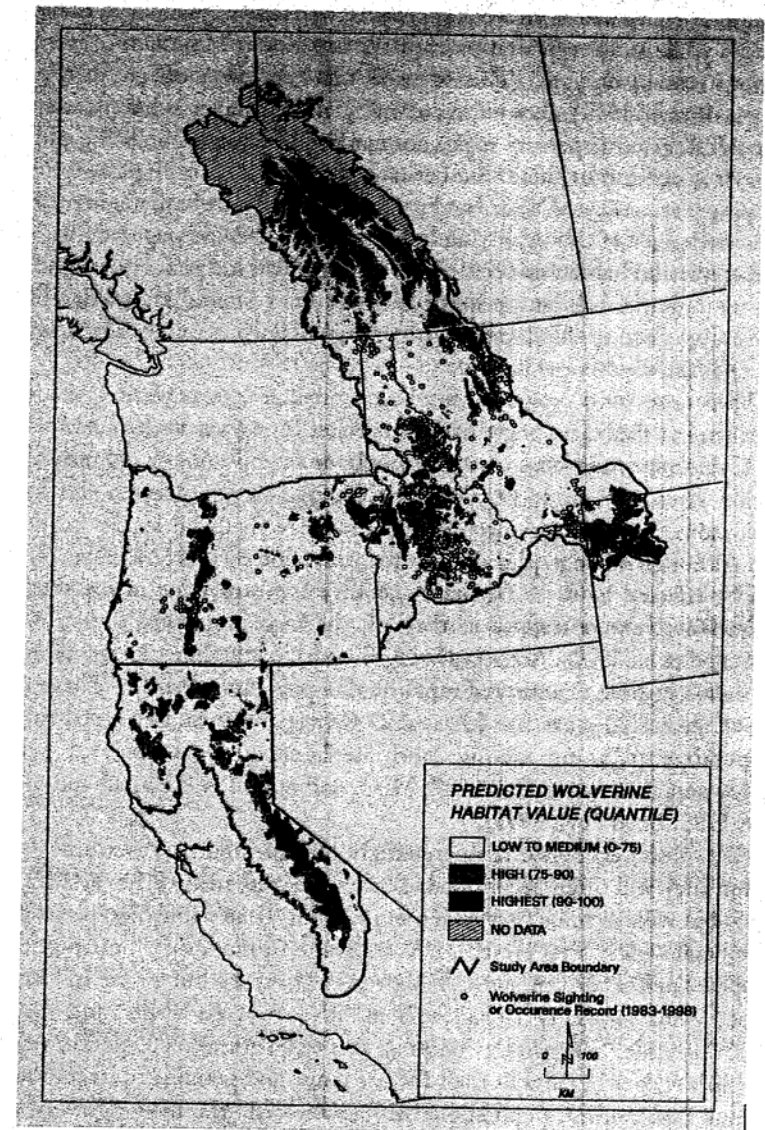 PREDICTED WOLVERINE
HABITAT VALUE (QUANTILE)
LOW TO MEDIUM (0-75)
HIGH (75-90)
HIGHEST (90-100)
NO DATA
Study Area Boundary
Wolverine Sighting
or Occurence Record (1983-1998)
0 N 100
KM